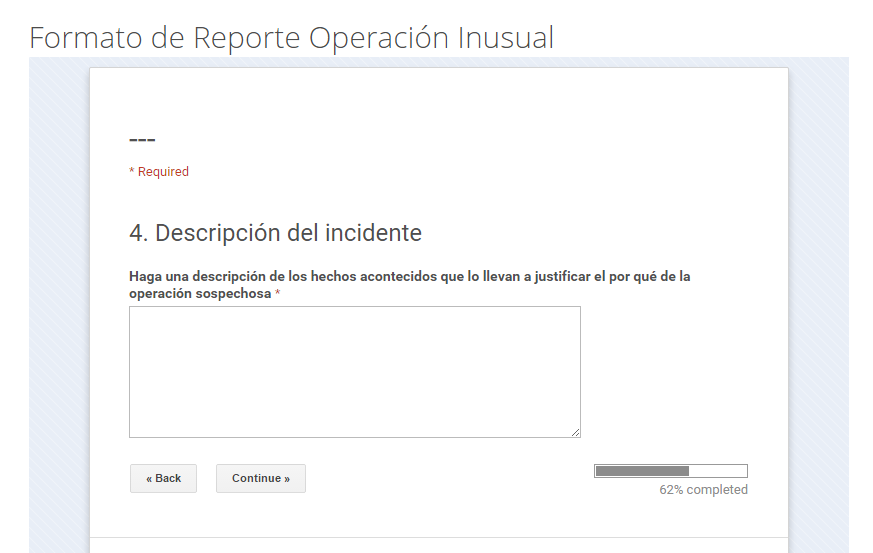 Formato de Reporte Operación Inusual
---
* Required
4. Descripción del incidente
Haga una descripción de los hechos acontecidos que lo llevan a justificar el por qué de la
operación sospechosa *
« Back
Continue »
62% completed